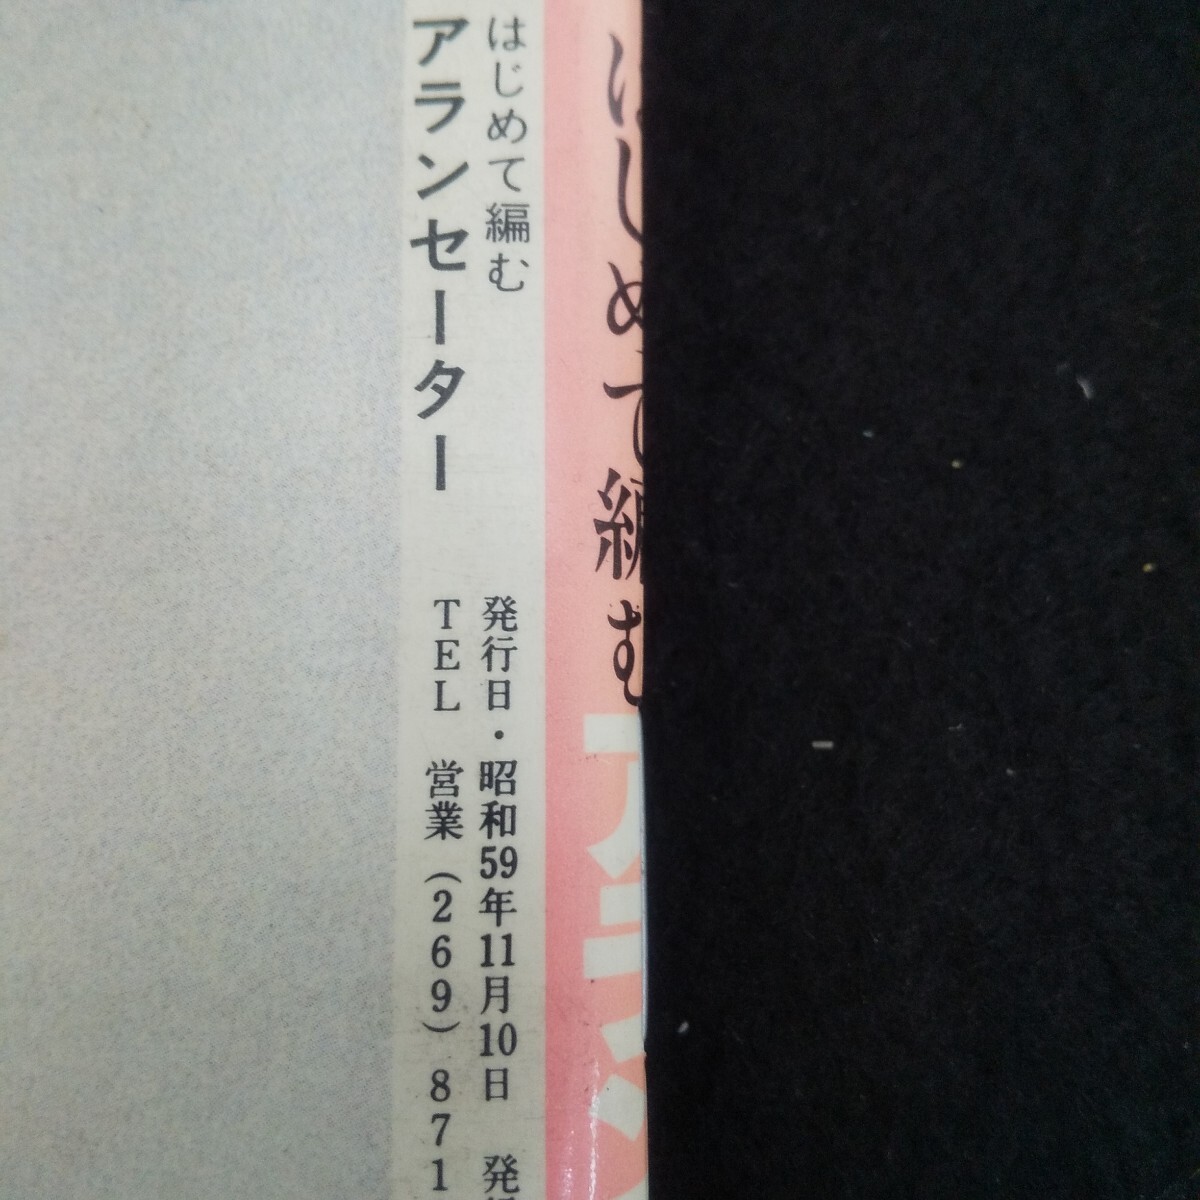 はじめて編む
はじめて編む
アランセーター
発行日・昭和59年11月10日
TEL 営業(269)871